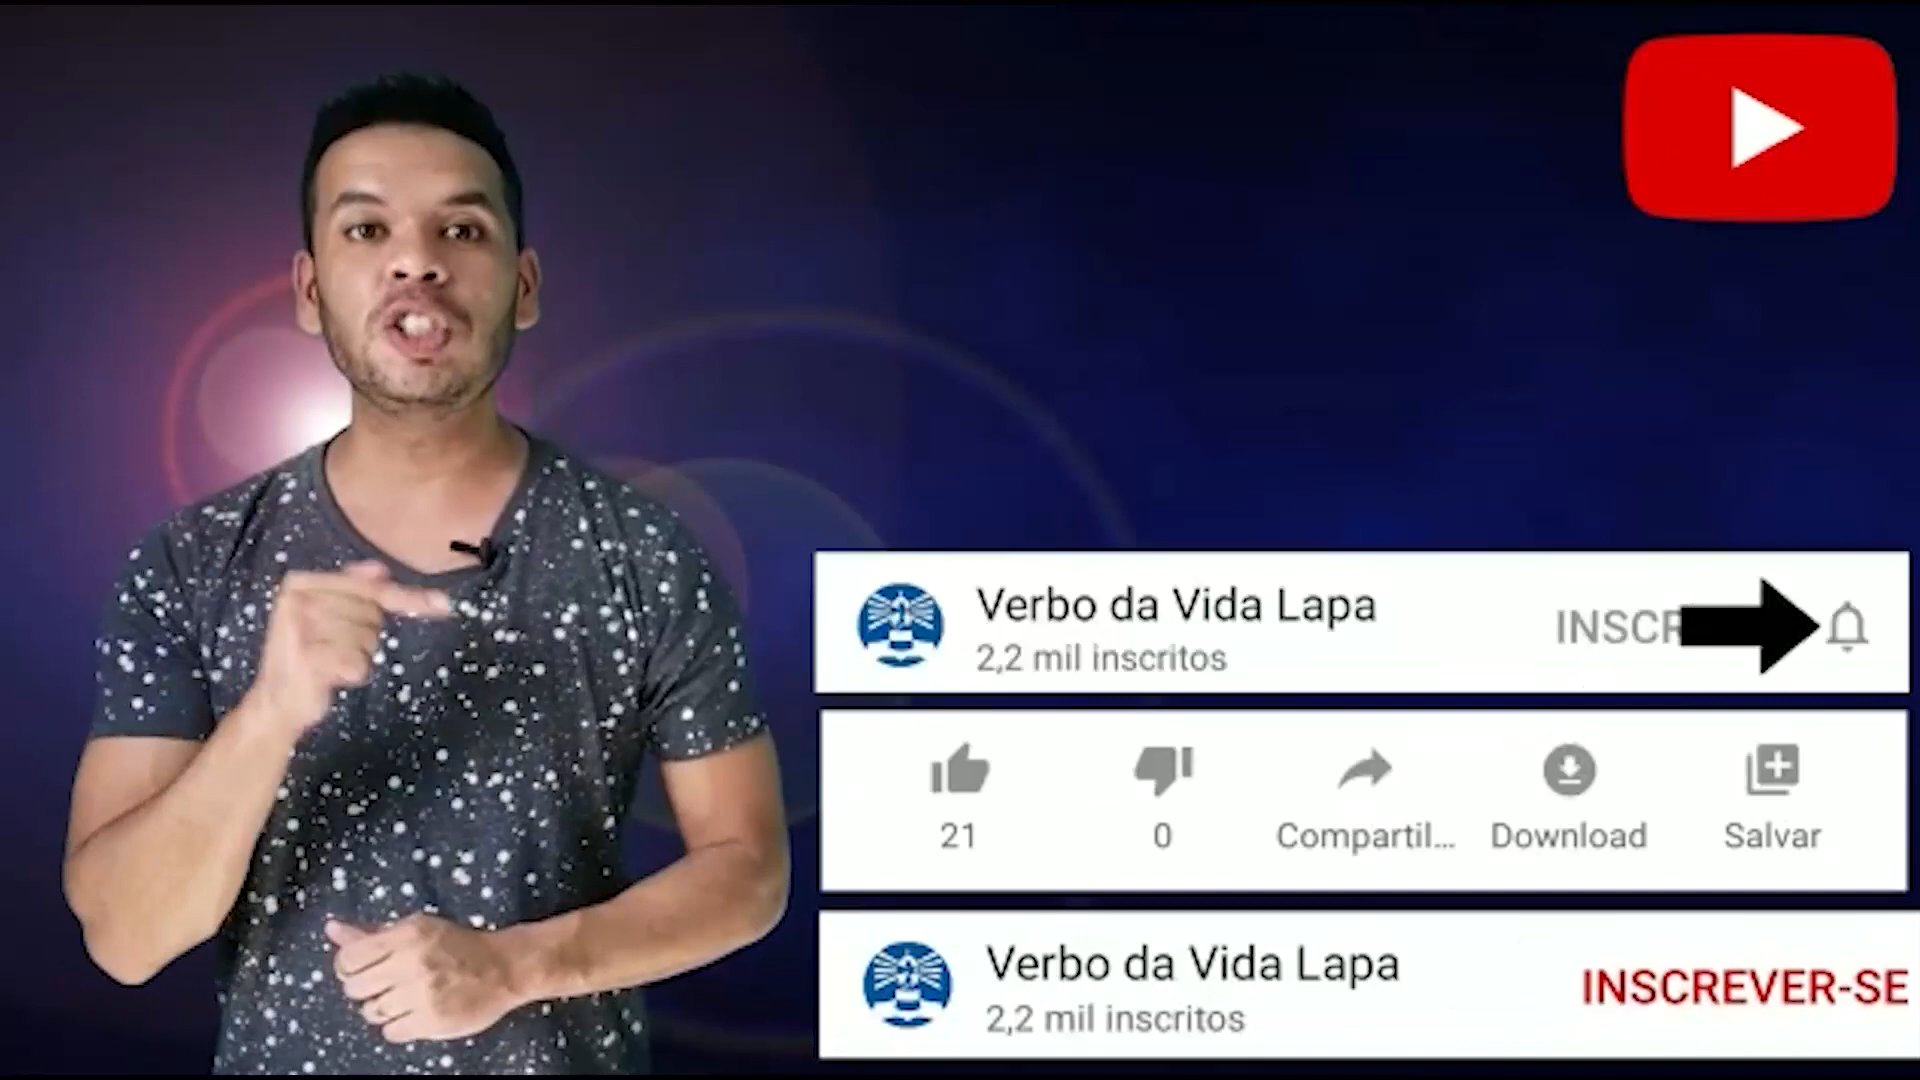 Verbo da Vida Lapa
INSCR
2,2 mil inscritos
21
0
Compartil...
Download
Salvar
Verbo da Vida Lapa
INSCREVER-SE
2,2 mil inscritos